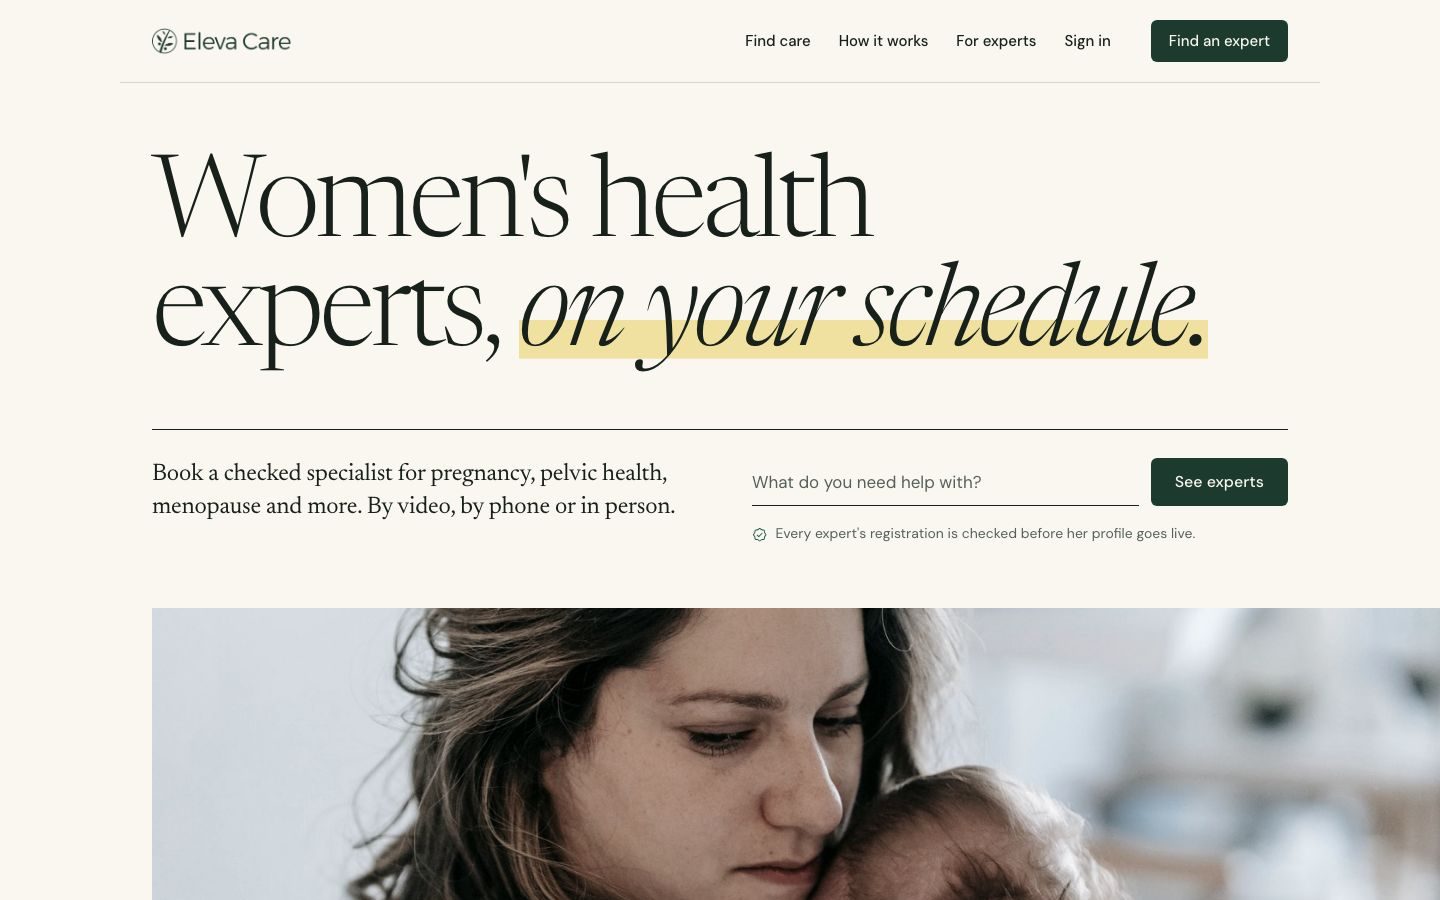 Eleva Care
Find care
How it works
For experts
Sign in
Find an expert
Women's health
experts, on your schedule.
Book a checked specialist for pregnancy, pelvic health,
menopause and more. By video, by phone or in person.
What do you need help with?
See experts
Every expert's registration is checked before her profile goes live.